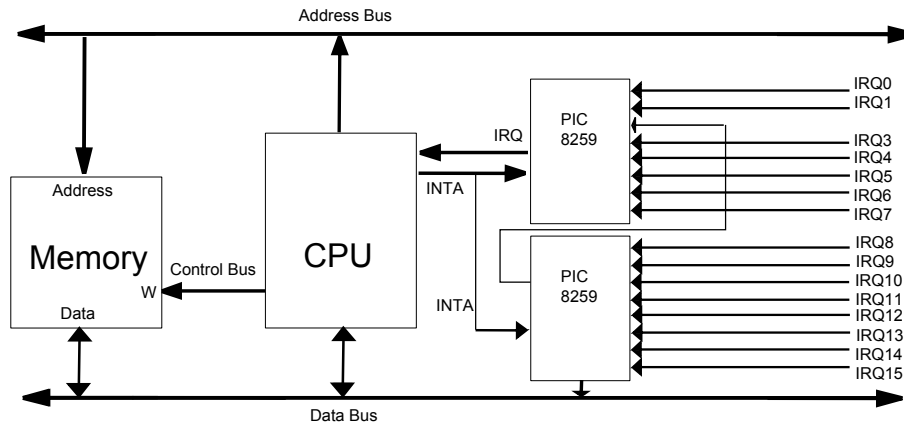 Address Bus
IRQ0
IRQ1
PIC
8259
IRQ
IRQ3
IRQ4
IRQ5
IRQ6
IRQ7
INTA
Address
Memory
Data
W
Control Bus
CPU
INTA
PIC
8259
IRQ8
IRQ9
IRQ10
IRQ11
IRQ12
IRQ13
IRQ14
IRQ15
Data Bus